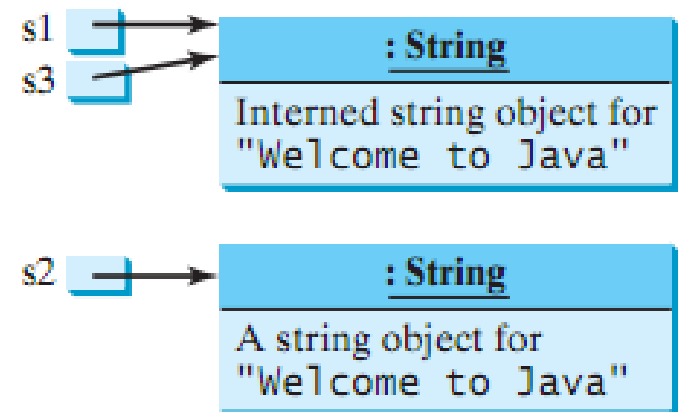 s1
s3
: String
Interned string object for
"Welcome to Java"
s2
: String
A string object for
"Welcome to Java"